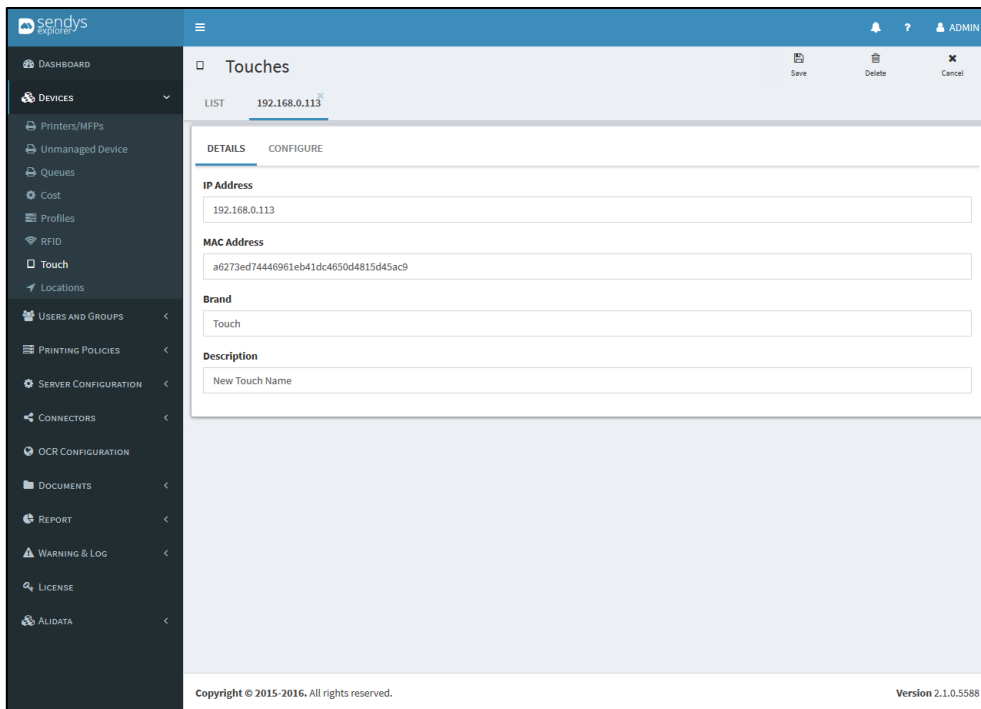 sendys
explorer
? ADMIN
DASHBOARD
Touches
Save
Delete
Cancel
DEVICES
LIST
192.168.0.113
Printers/MFPs
Unmanaged Device
Queues
Cost
Profiles
RFID
Touch
Locations
DETAILS
CONFIGURE
IP Address
192.168.0.113
MAC Address
a6273ed74446961eb41dc4650d4815d45ac9
Brand
Touch
Description
New Touch Name
USERS AND GROUPS
PRINTING POLICIES
SERVER CONFIGURATION
CONNECTORS
OCR CONFIGURATION
DOCUMENTS
REPORT
WARNING & LOG
LICENSE
ALIDATA
Copyright © 2015-2016. All rights reserved.
Version 2.1.0.5588